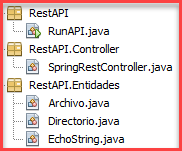 RestAPI
RunAPI.java
RestAPI.Controller
SpringRestController.java
RestAPI.Entidades
Archivo.java
Directorio.java
EchoString.java